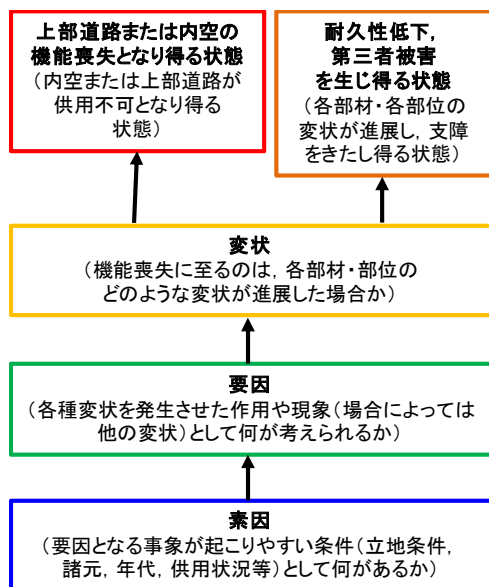 上部道路または内空の
機能喪失となり得る状態
（内空または上部道路が
供用不可となり得る
状態）
耐久性低下，
第三者被害
を生じ得る状態
（各部材・各部位の
変状が進展し，支障
をきたし得る状態）
変状
（機能喪失に至るのは，各部材・部位の
どのような変状が進展した場合か）
要因
（各種変状を発生させた作用や現象（場合によっては
他の変状）として何が考えられるか）
素因
（要因となる事象が起こりやすい条件（立地条件，
諸元，年代，供用状況等）として何があるか）